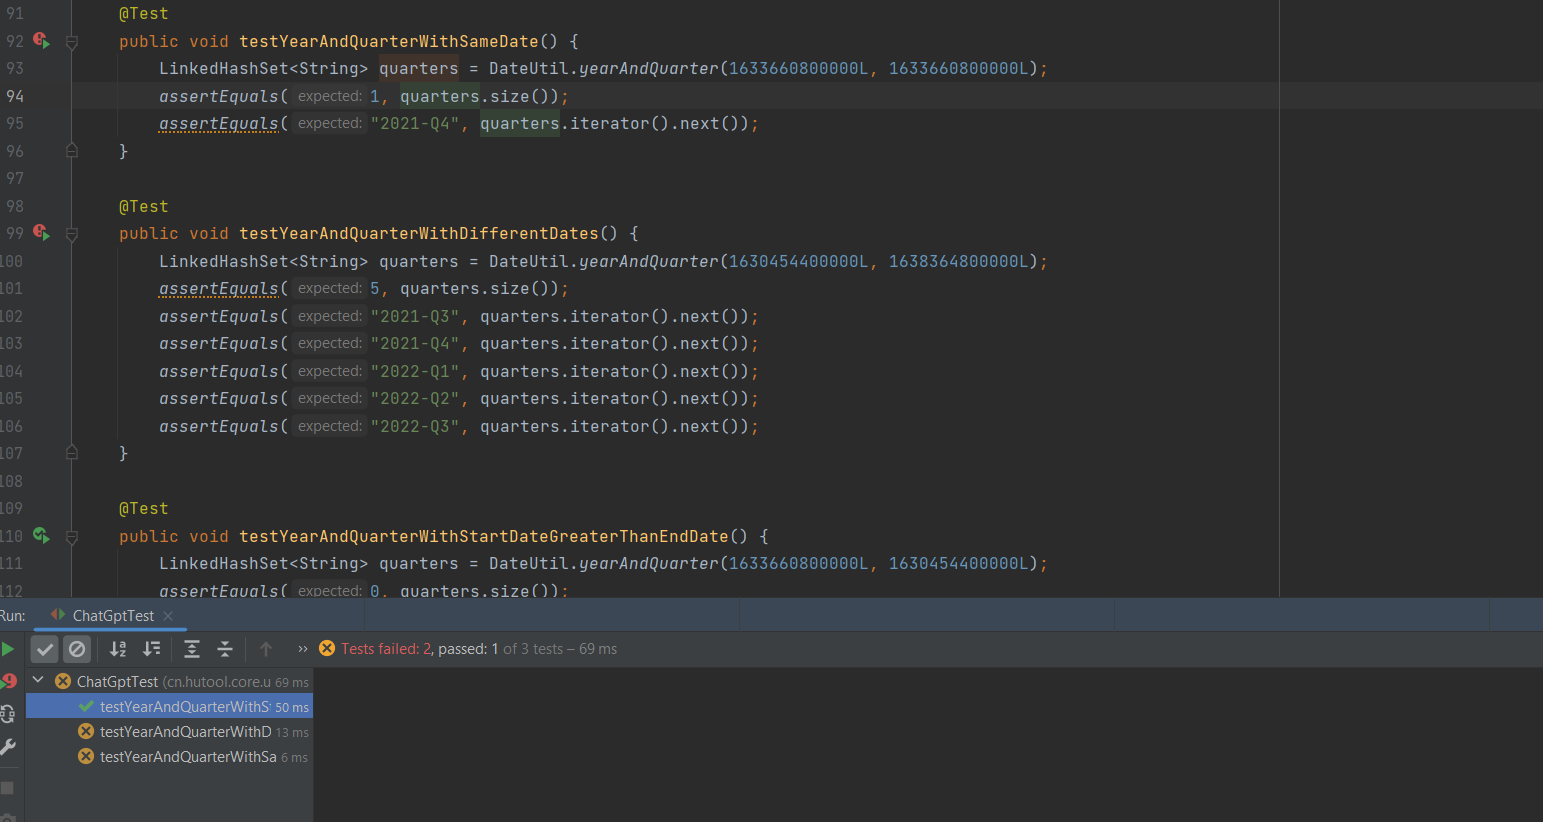 91 @Test
92 public void testYearAndQuarterWithSameDate() {
93 LinkedHashSet<String> quarters = DateUtil.yearAndQuarter(1633660800000L, 1633660800000L);
94 assertEquals( expected: 1, quarters.size());
95 assertEquals( expected: "2021-Q4", quarters.iterator().next());
96 }
97
98 @Test
99 public void testYearAndQuarterWithDifferentDates() {
100 LinkedHashSet<String> quarters = DateUtil.yearAndQuarter(1630454400000L, 1638364800000L);
101 assertEquals( expected: 5, quarters.size());
102 assertEquals( expected: "2021-Q3", quarters.iterator().next());
103 assertEquals( expected: "2021-Q4", quarters.iterator().next());
104 assertEquals( expected: "2022-Q1", quarters.iterator().next());
105 assertEquals( expected: "2022-Q2", quarters.iterator().next());
106 assertEquals( expected: "2022-Q3", quarters.iterator().next());
107 }
108
109 @Test
110 public void testYearAndQuarterWithStartDateGreaterThanEndDate() {
111 LinkedHashSet<String> quarters = DateUtil.yearAndQuarter(1633660800000L, 1630454400000L);
112 assertEquals( expected: 0, quarters.size());
Run: ChatGptTest
Tests failed: 2, passed: 1 of 3 tests – 69 ms
ChatGptTest (cn.hutool.core.u 69 ms
testYearAndQuarterWithS 50 ms
testYearAndQuarterWithD 13 ms
testYearAndQuarterWithSa 6 ms